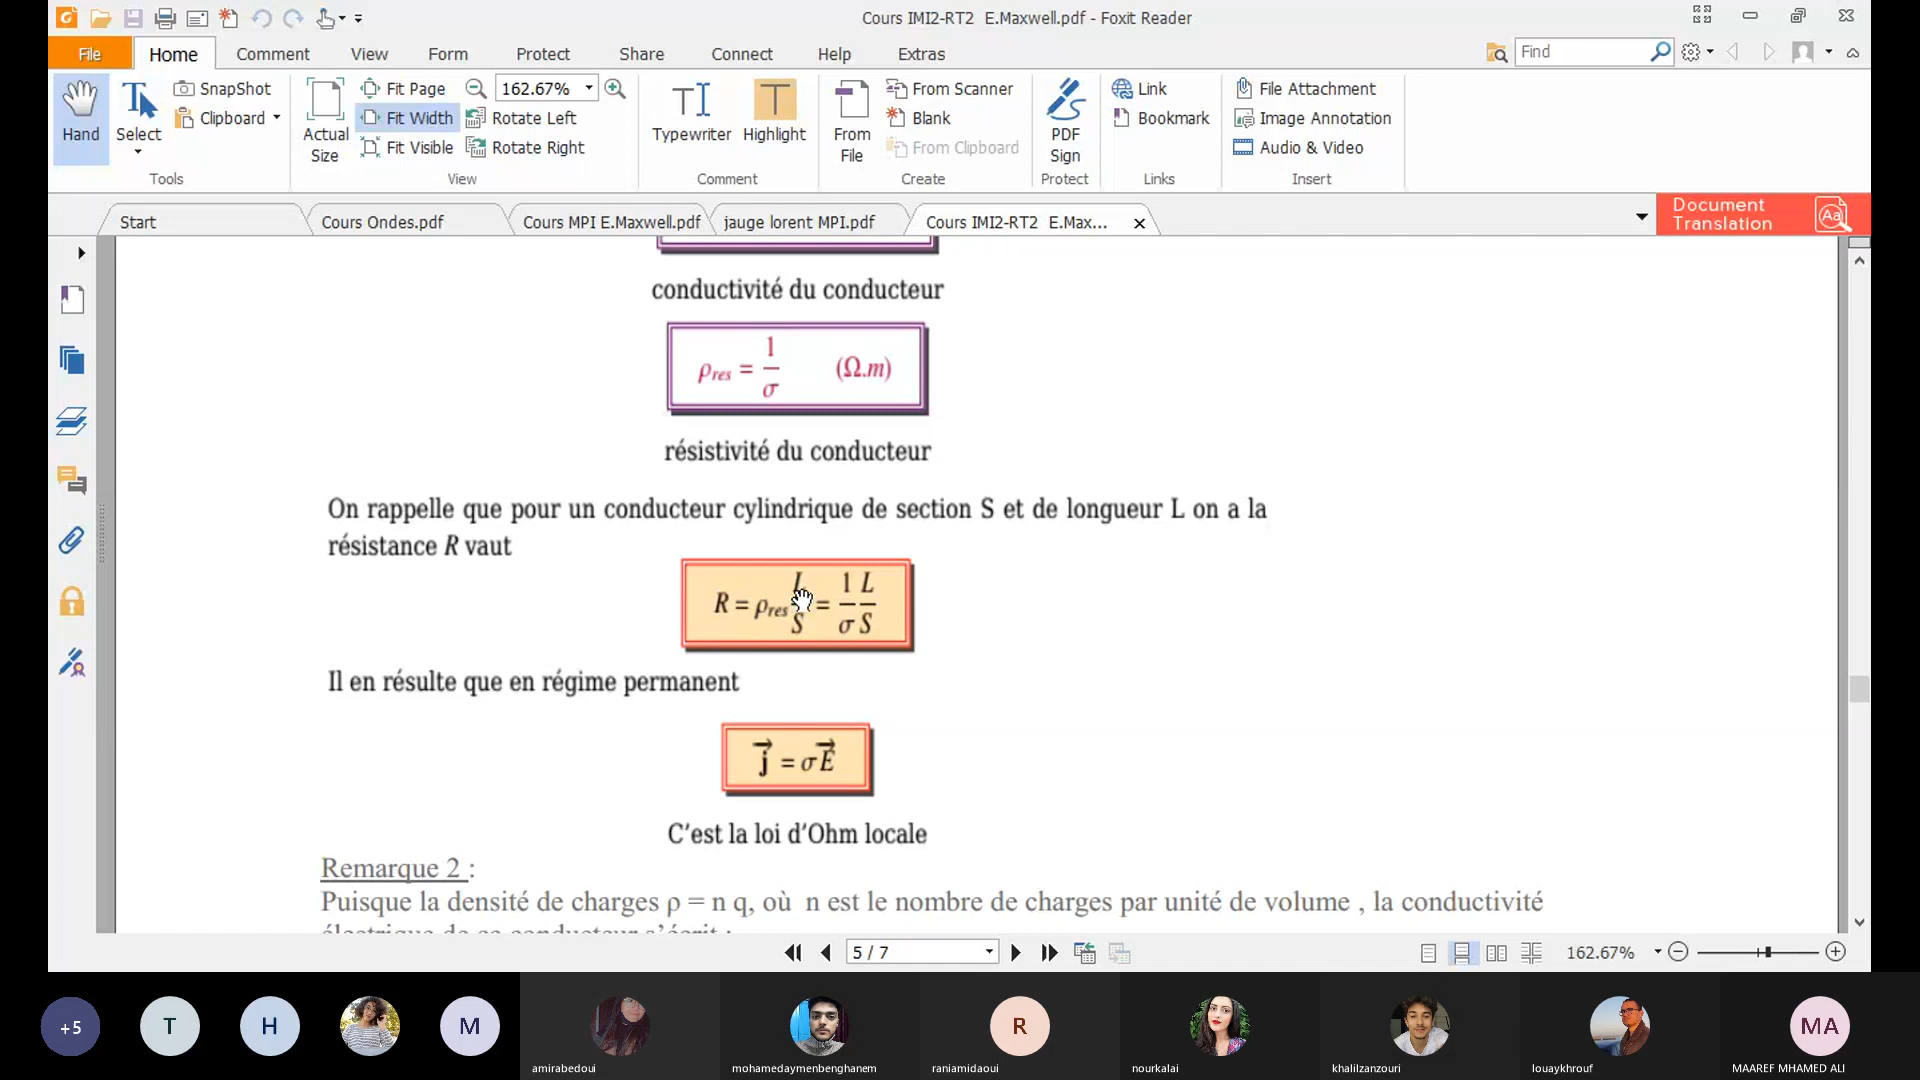 Cours IMI2-RT2 E.Maxwell.pdf - Foxit Reader
File Home Comment View Form Protect Share Connect Help Extras Find
Hand
Select
SnapShot
Clipboard
Tools
Actual Size
Fit Page
Fit Width
Fit Visible
162.67%
Rotate Left
Rotate Right
View
Typewriter
Highlight
Comment
From File
From Scanner
Blank
From Clipboard
Create
PDF Sign
Protect
Link
Bookmark
Links
File Attachment
Image Annotation
Audio & Video
Insert
Start
Cours Ondes.pdf
Cours MPI E.Maxwell.pdf
jauge lorent MPI.pdf
Cours IMI2-RT2 E.Max...
Document
Translation
Aa
conductivité du conducteur
ρres = 1/σ (Ω.m)
résistivité du conducteur
On rappelle que pour un conducteur cylindrique de section S et de longueur L on a la
résistance R vaut
R = ρres L/S = 1/σ L/S
Il en résulte que en régime permanent
j⃗ = σE⃗
C'est la loi d'Ohm locale
Remarque 2 :
Puisque la densité de charges ρ = n q, où n est le nombre de charges par unité de volume , la conductivité
électrique de ce conducteur s'écrit :
5 / 7
162.67%
+5
T
H
M
R
MA
amirabedoui
mohamedaymenbenghanem
raniamidaoui
nourkalai
khalilzanzouri
louaykhrouf
MAAREF MHAMED ALI